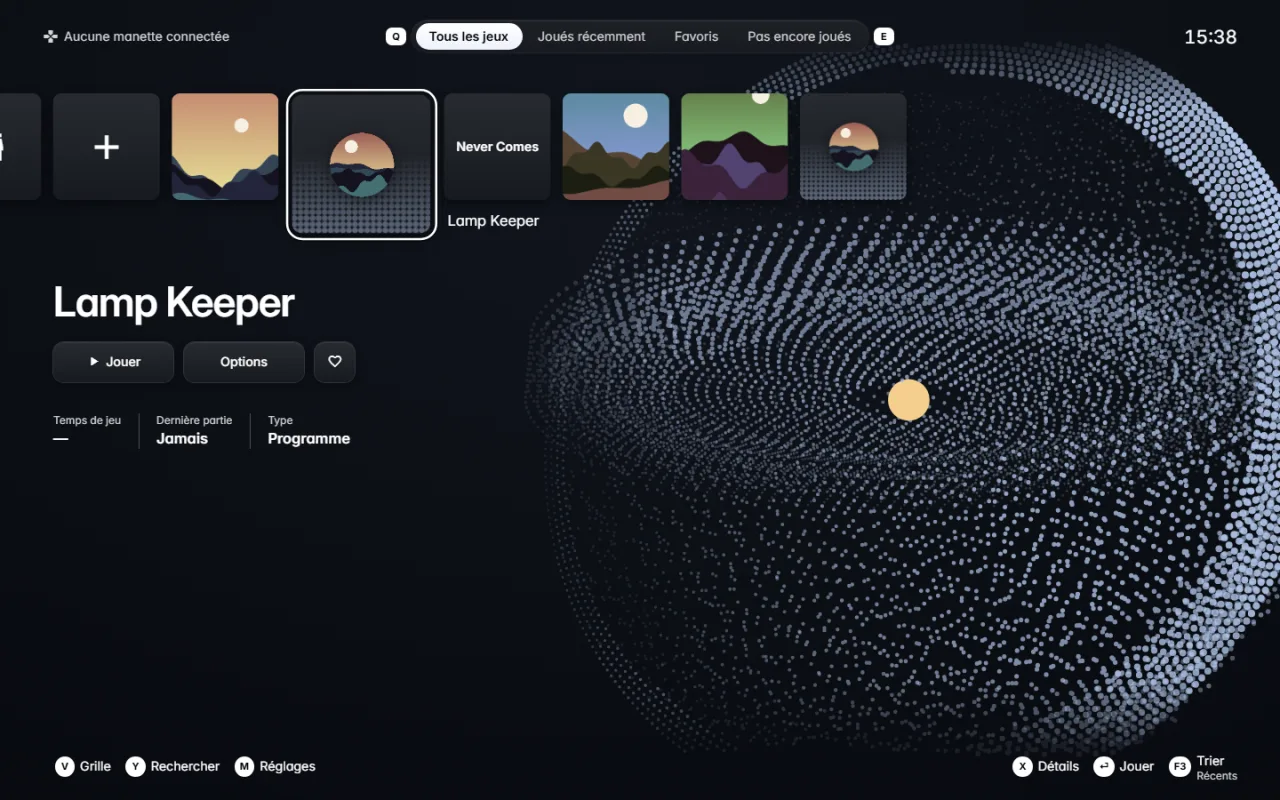 Aucune manette connectée
Q
Tous les jeux
Joués récemment
Favoris
Pas encore joués
E
15:38
Never Comes
Lamp Keeper
Lamp Keeper
Jouer
Options
Temps de jeu
—
Dernière partie
Jamais
Type
Programme
V Grille
Y Rechercher
M Réglages
X Détails
⏎ Jouer
F3 Trier
Récents